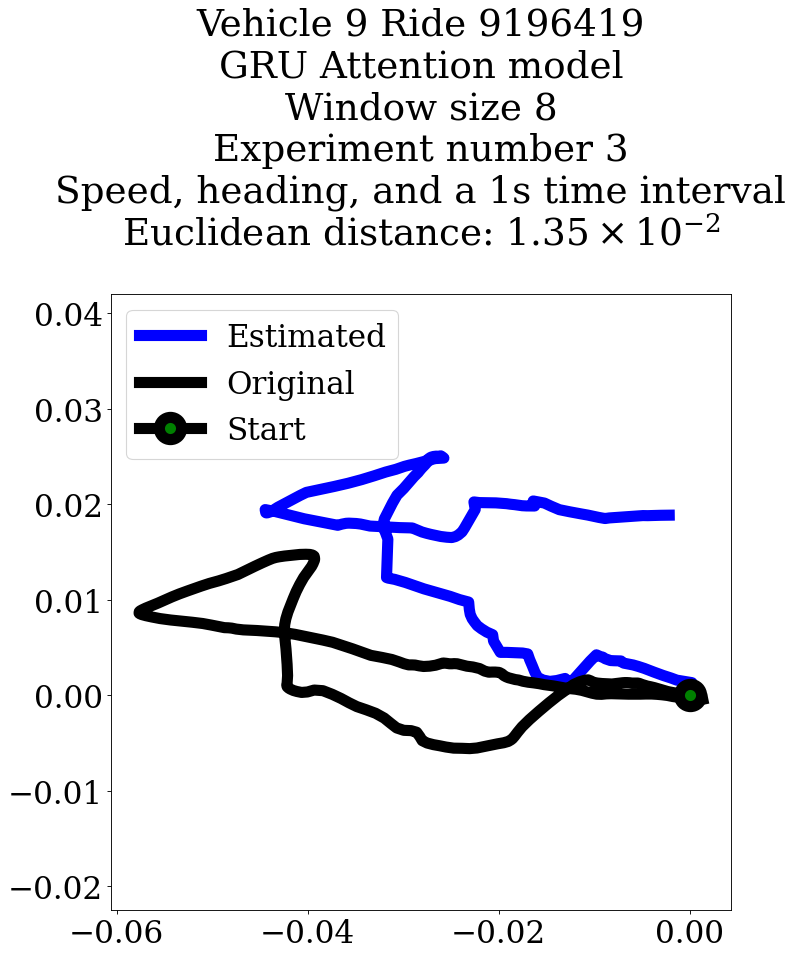 Vehicle 9 Ride 9196419
GRU Attention model
Window size 8
Experiment number 3
Speed, heading, and a 1s time interval
Euclidean distance: 1.35 × 10⁻²
Estimated
Original
Start
0.04
0.03
0.02
0.01
0.00
−0.01
−0.02
−0.06 −0.04 −0.02 0.00